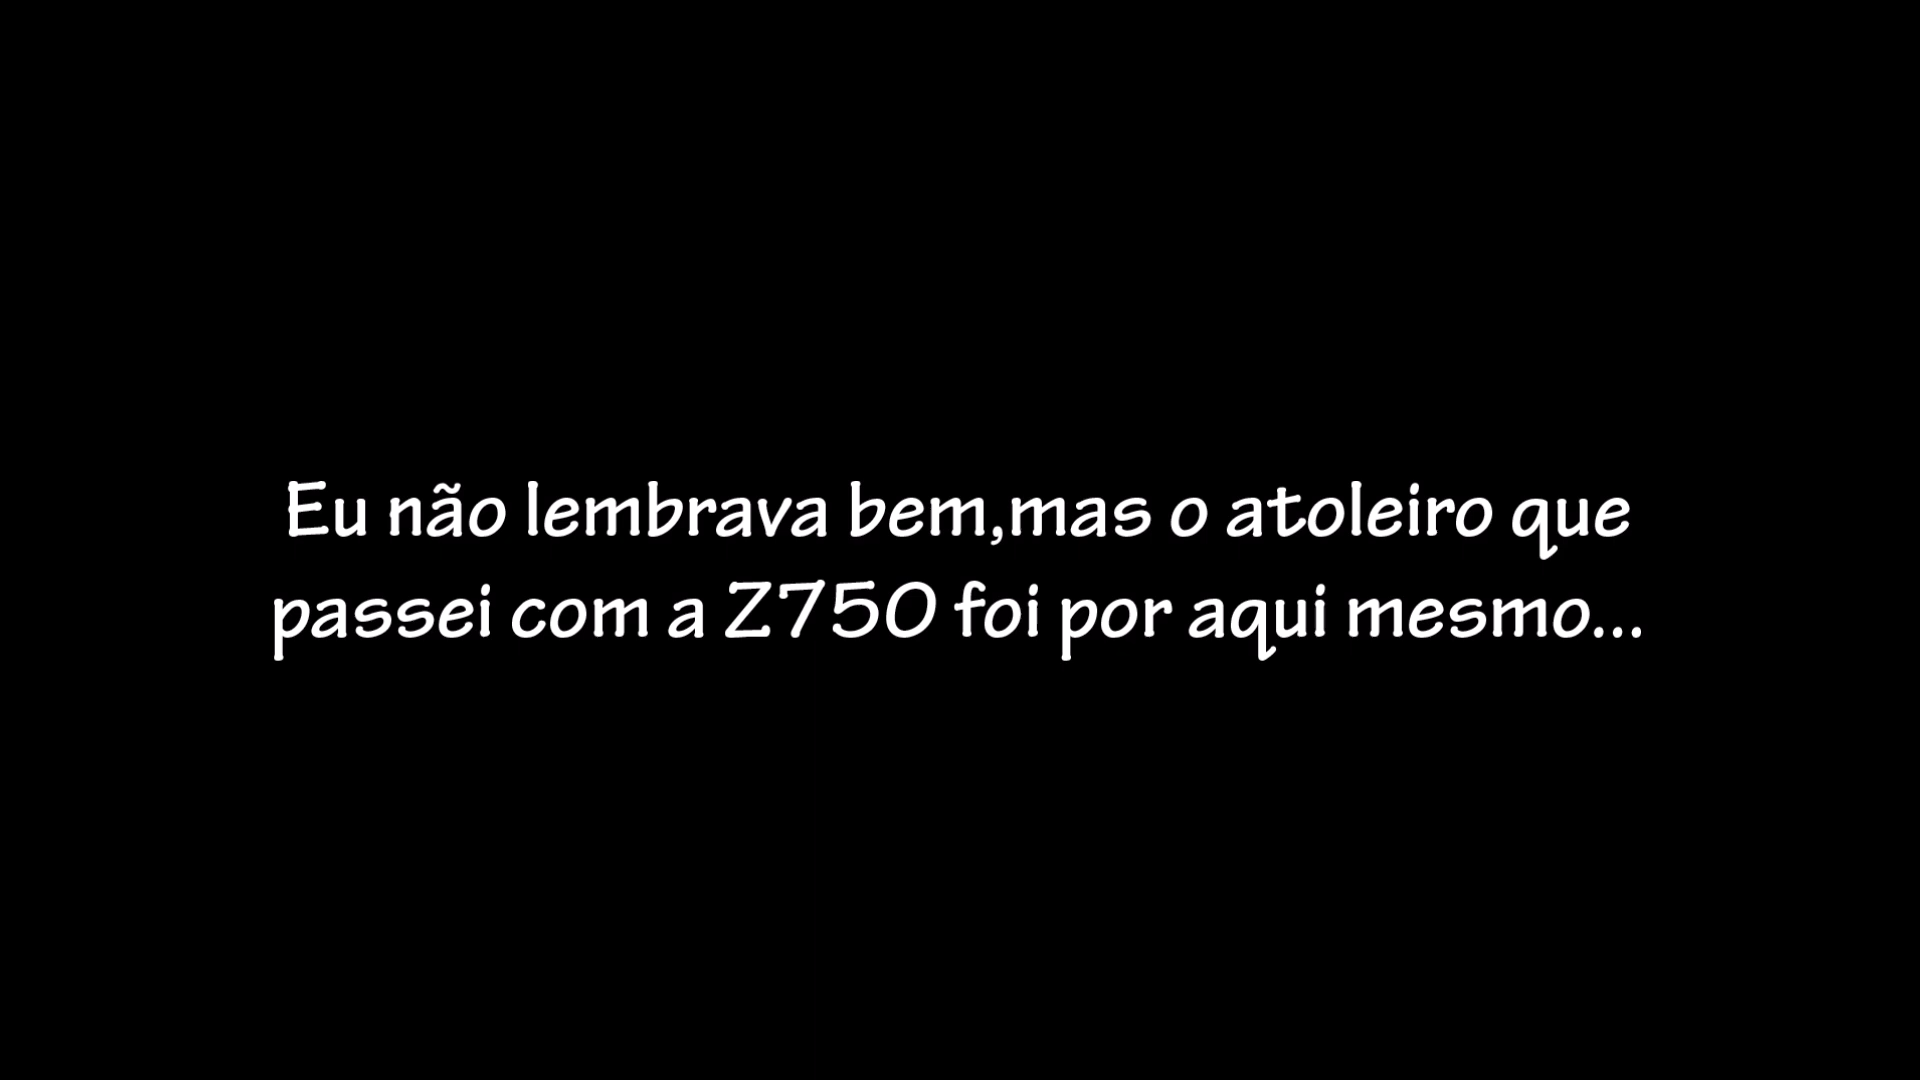 Eu não lembrava bem,mas o atoleiro que
passei com a Z750 foi por aqui mesmo...